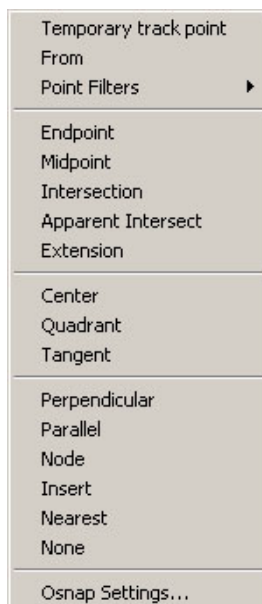 Temporary track point
From
Point Filters
Endpoint
Midpoint
Intersection
Apparent Intersect
Extension
Center
Quadrant
Tangent
Perpendicular
Parallel
Node
Insert
Nearest
None
Osnap Settings...